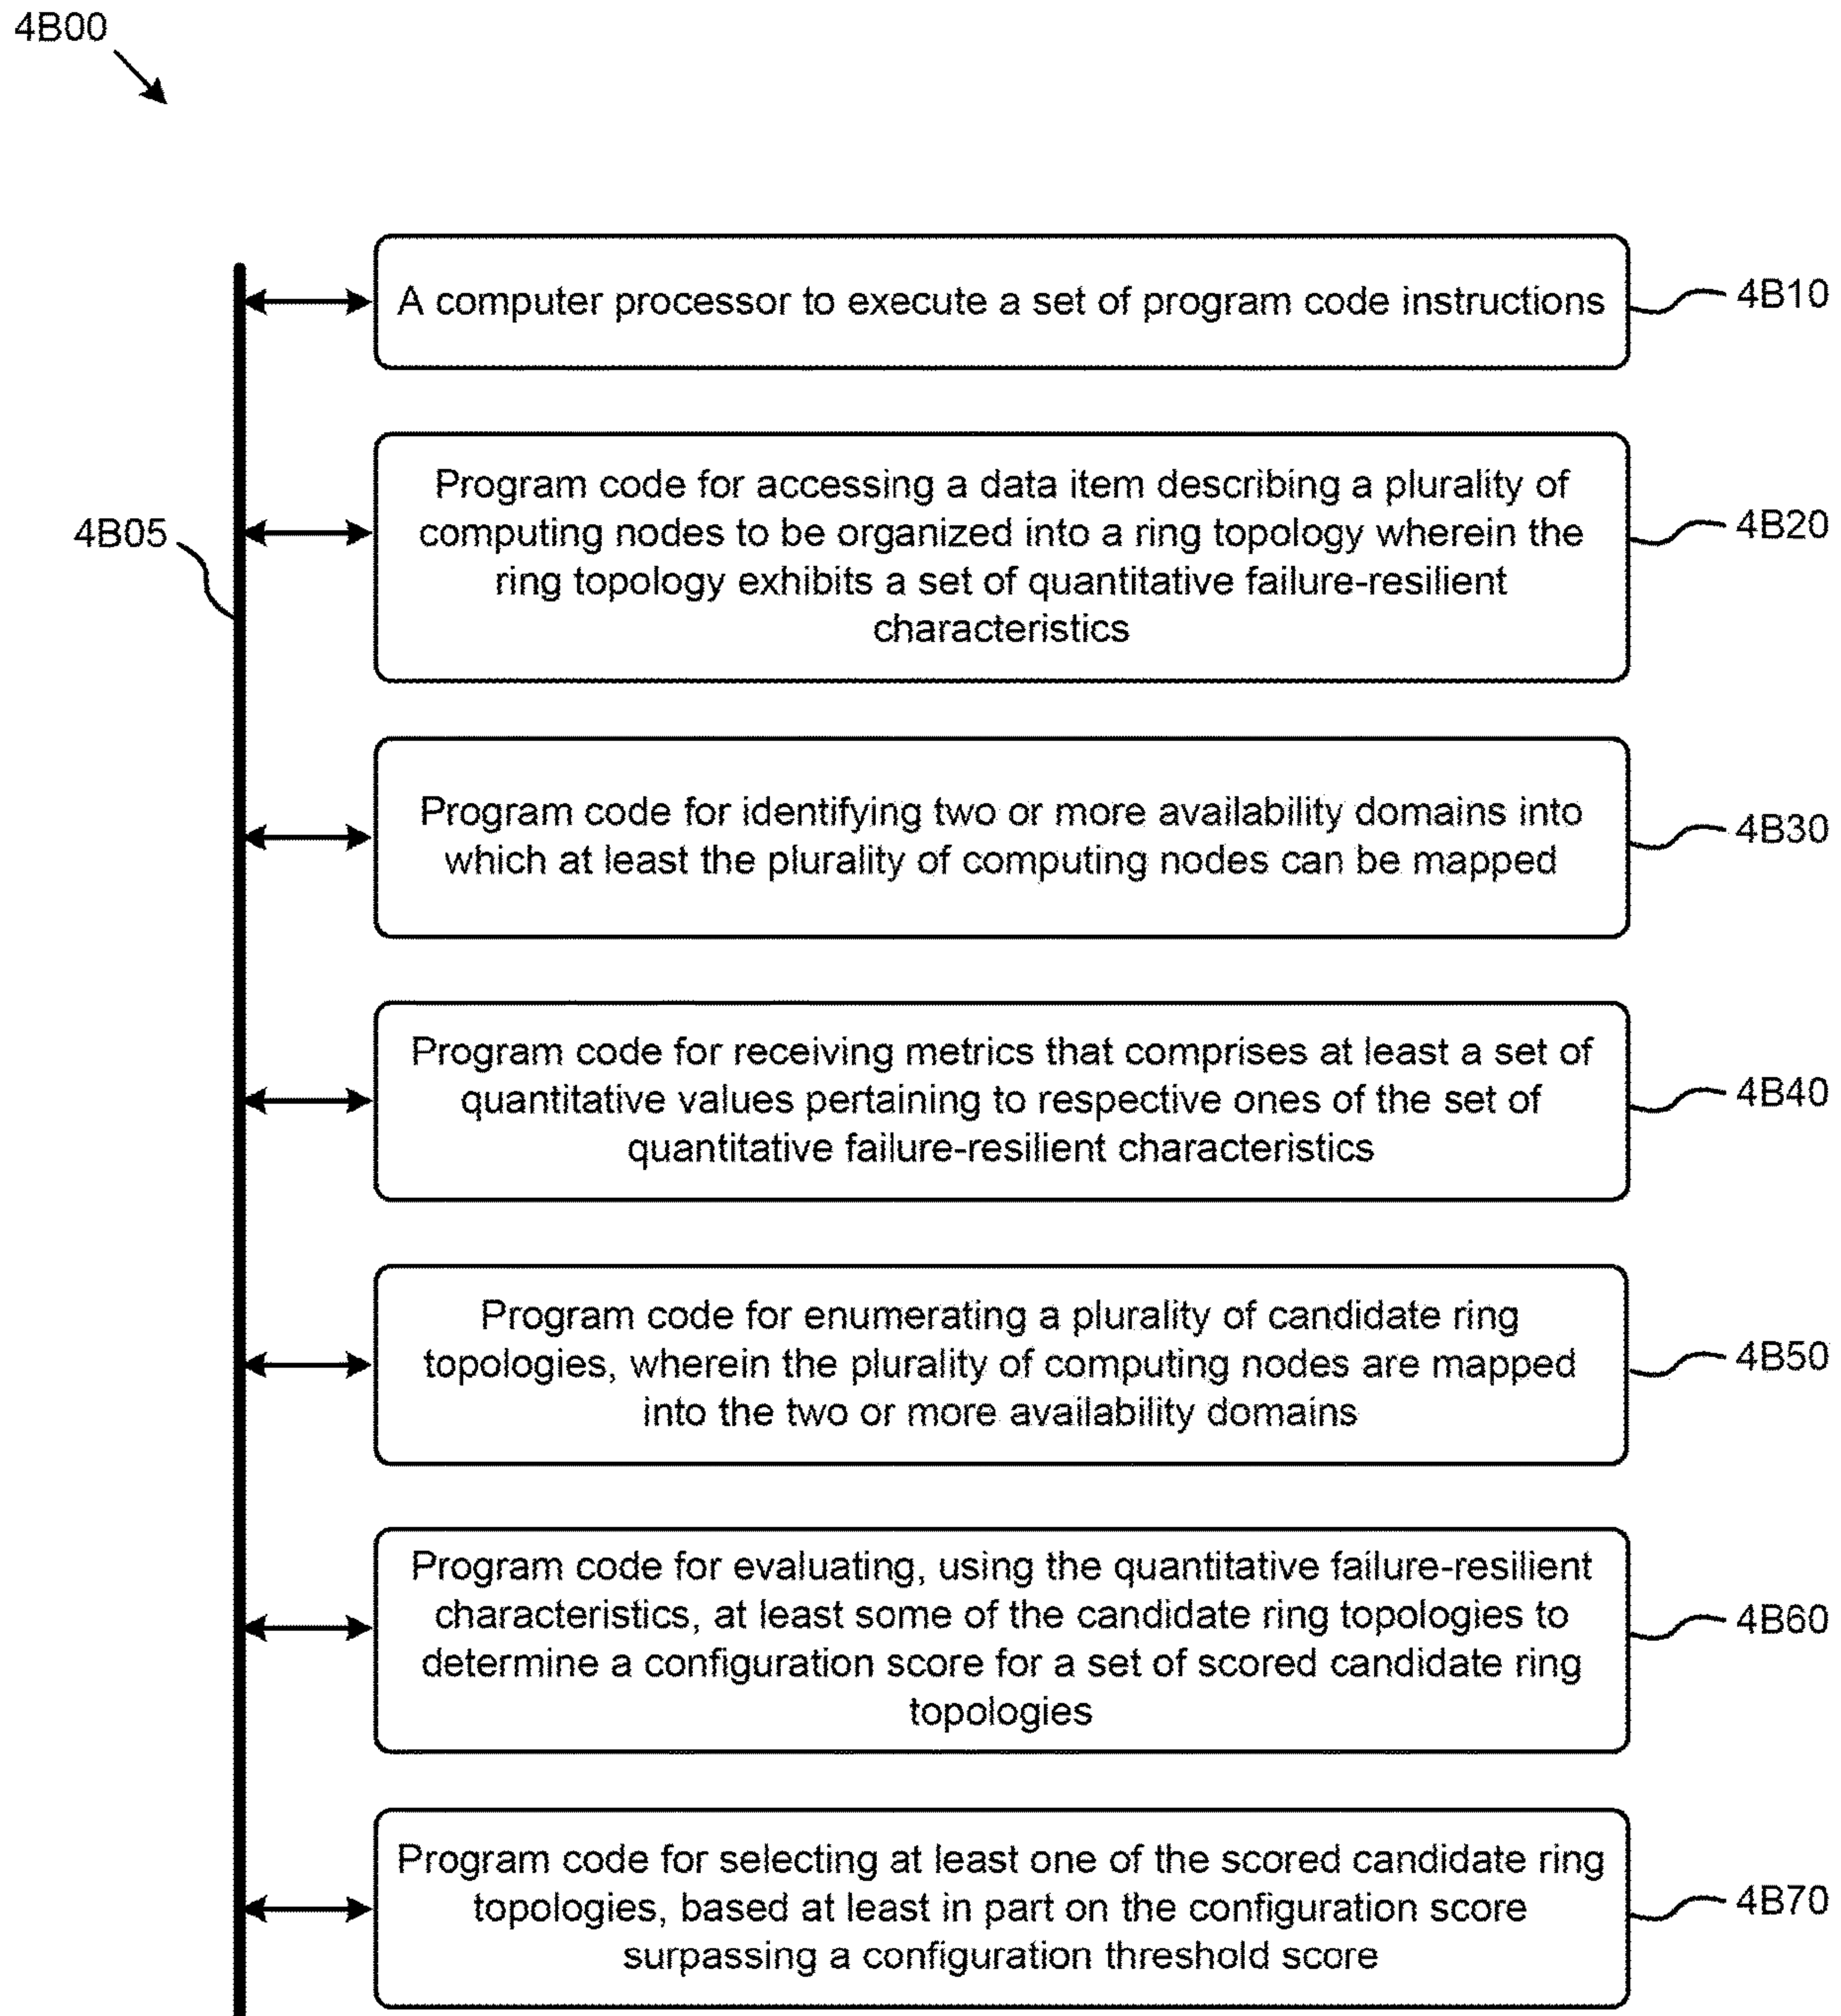 4B00
A computer processor to execute a set of program code instructions
4B10
Program code for accessing a data item describing a plurality of
computing nodes to be organized into a ring topology wherein the
ring topology exhibits a set of quantitative failure-resilient
characteristics
4B20
4B05
Program code for identifying two or more availability domains into
which at least the plurality of computing nodes can be mapped
4B30
Program code for receiving metrics that comprises at least a set of
quantitative values pertaining to respective ones of the set of
quantitative failure-resilient characteristics
4B40
Program code for enumerating a plurality of candidate ring
topologies, wherein the plurality of computing nodes are mapped
into the two or more availability domains
4B50
Program code for evaluating, using the quantitative failure-resilient
characteristics, at least some of the candidate ring topologies to
determine a configuration score for a set of scored candidate ring
topologies
4B60
Program code for selecting at least one of the scored candidate ring
topologies, based at least in part on the configuration score
surpassing a configuration threshold score
4B70